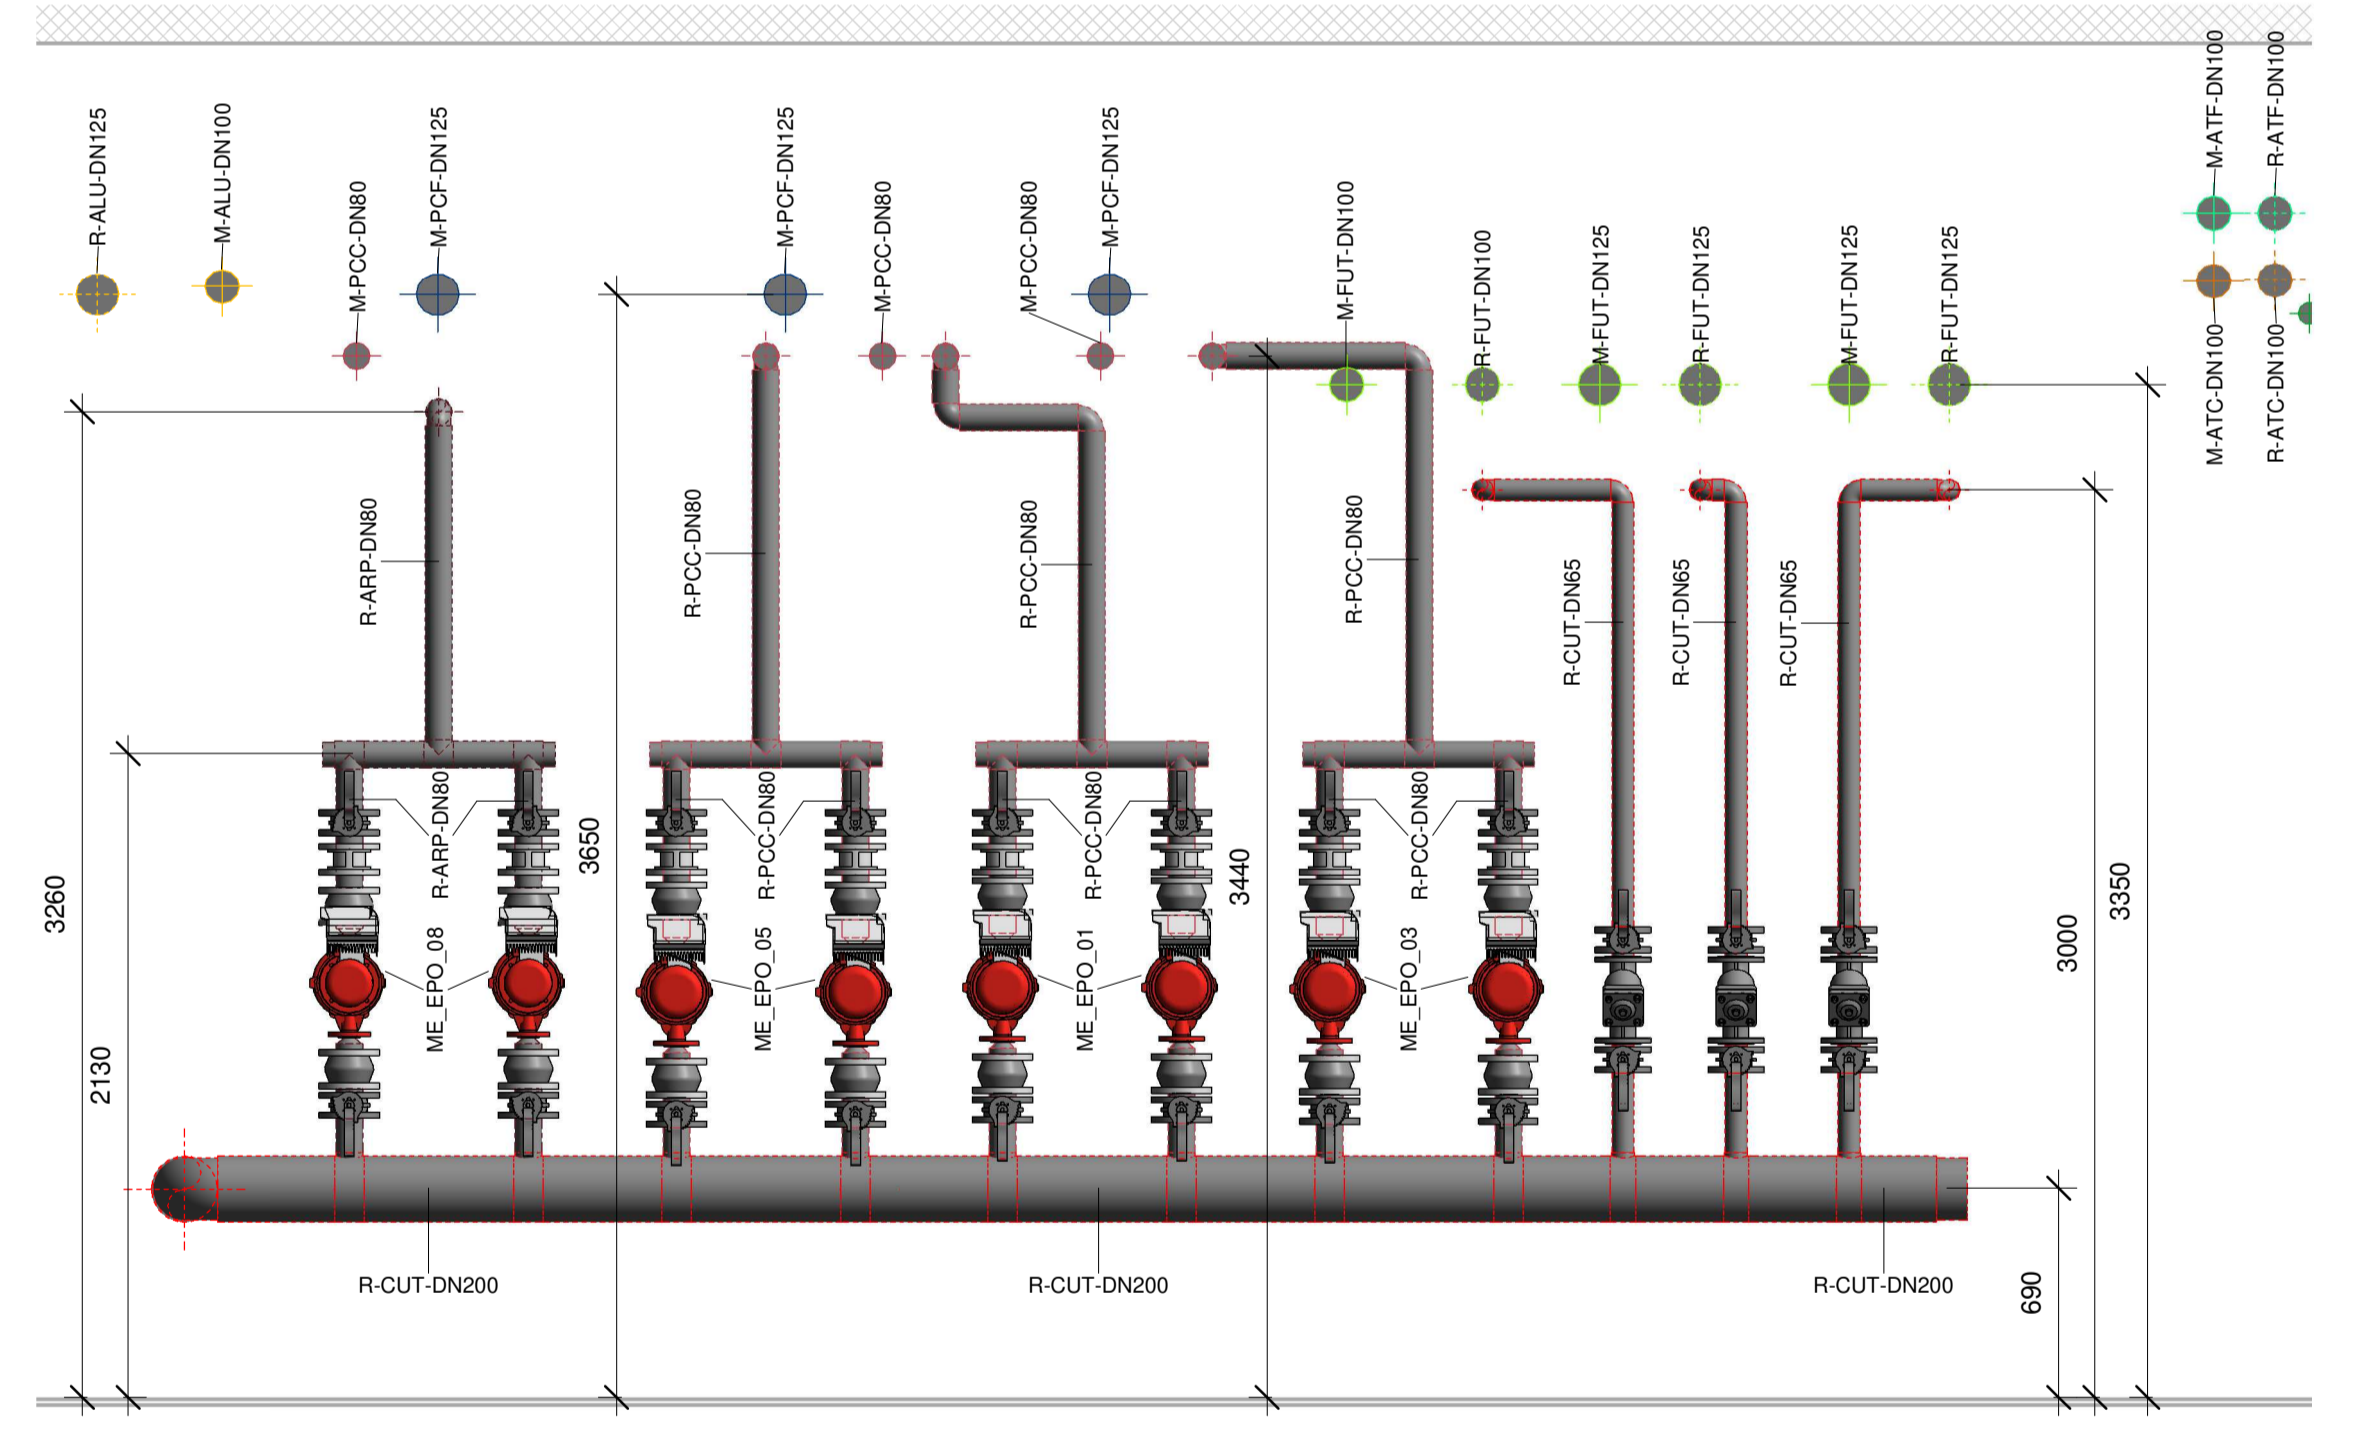 R-ALU-DN125
M-ALU-DN100
M-PCC-DN80
M-PCF-DN125
M-PCF-DN125
M-PCC-DN80
M-PCC-DN80
M-PCF-DN125
M-FUT-DN100
R-FUT-DN100
M-FUT-DN125
R-FUT-DN125
M-FUT-DN125
R-FUT-DN125
M-ATF-DN100
R-ATF-DN100
M-ATC-DN100
R-ATC-DN100
R-ARP-DN80
R-PCC-DN80
R-PCC-DN80
R-PCC-DN80
R-CUT-DN65
R-CUT-DN65
R-CUT-DN65
R-ARP-DN80
R-PCC-DN80
R-PCC-DN80
R-PCC-DN80
3260
2130
3650
3440
3000
3350
690
ME_EPO_08
ME_EPO_05
ME_EPO_01
ME_EPO_03
R-CUT-DN200
R-CUT-DN200
R-CUT-DN200